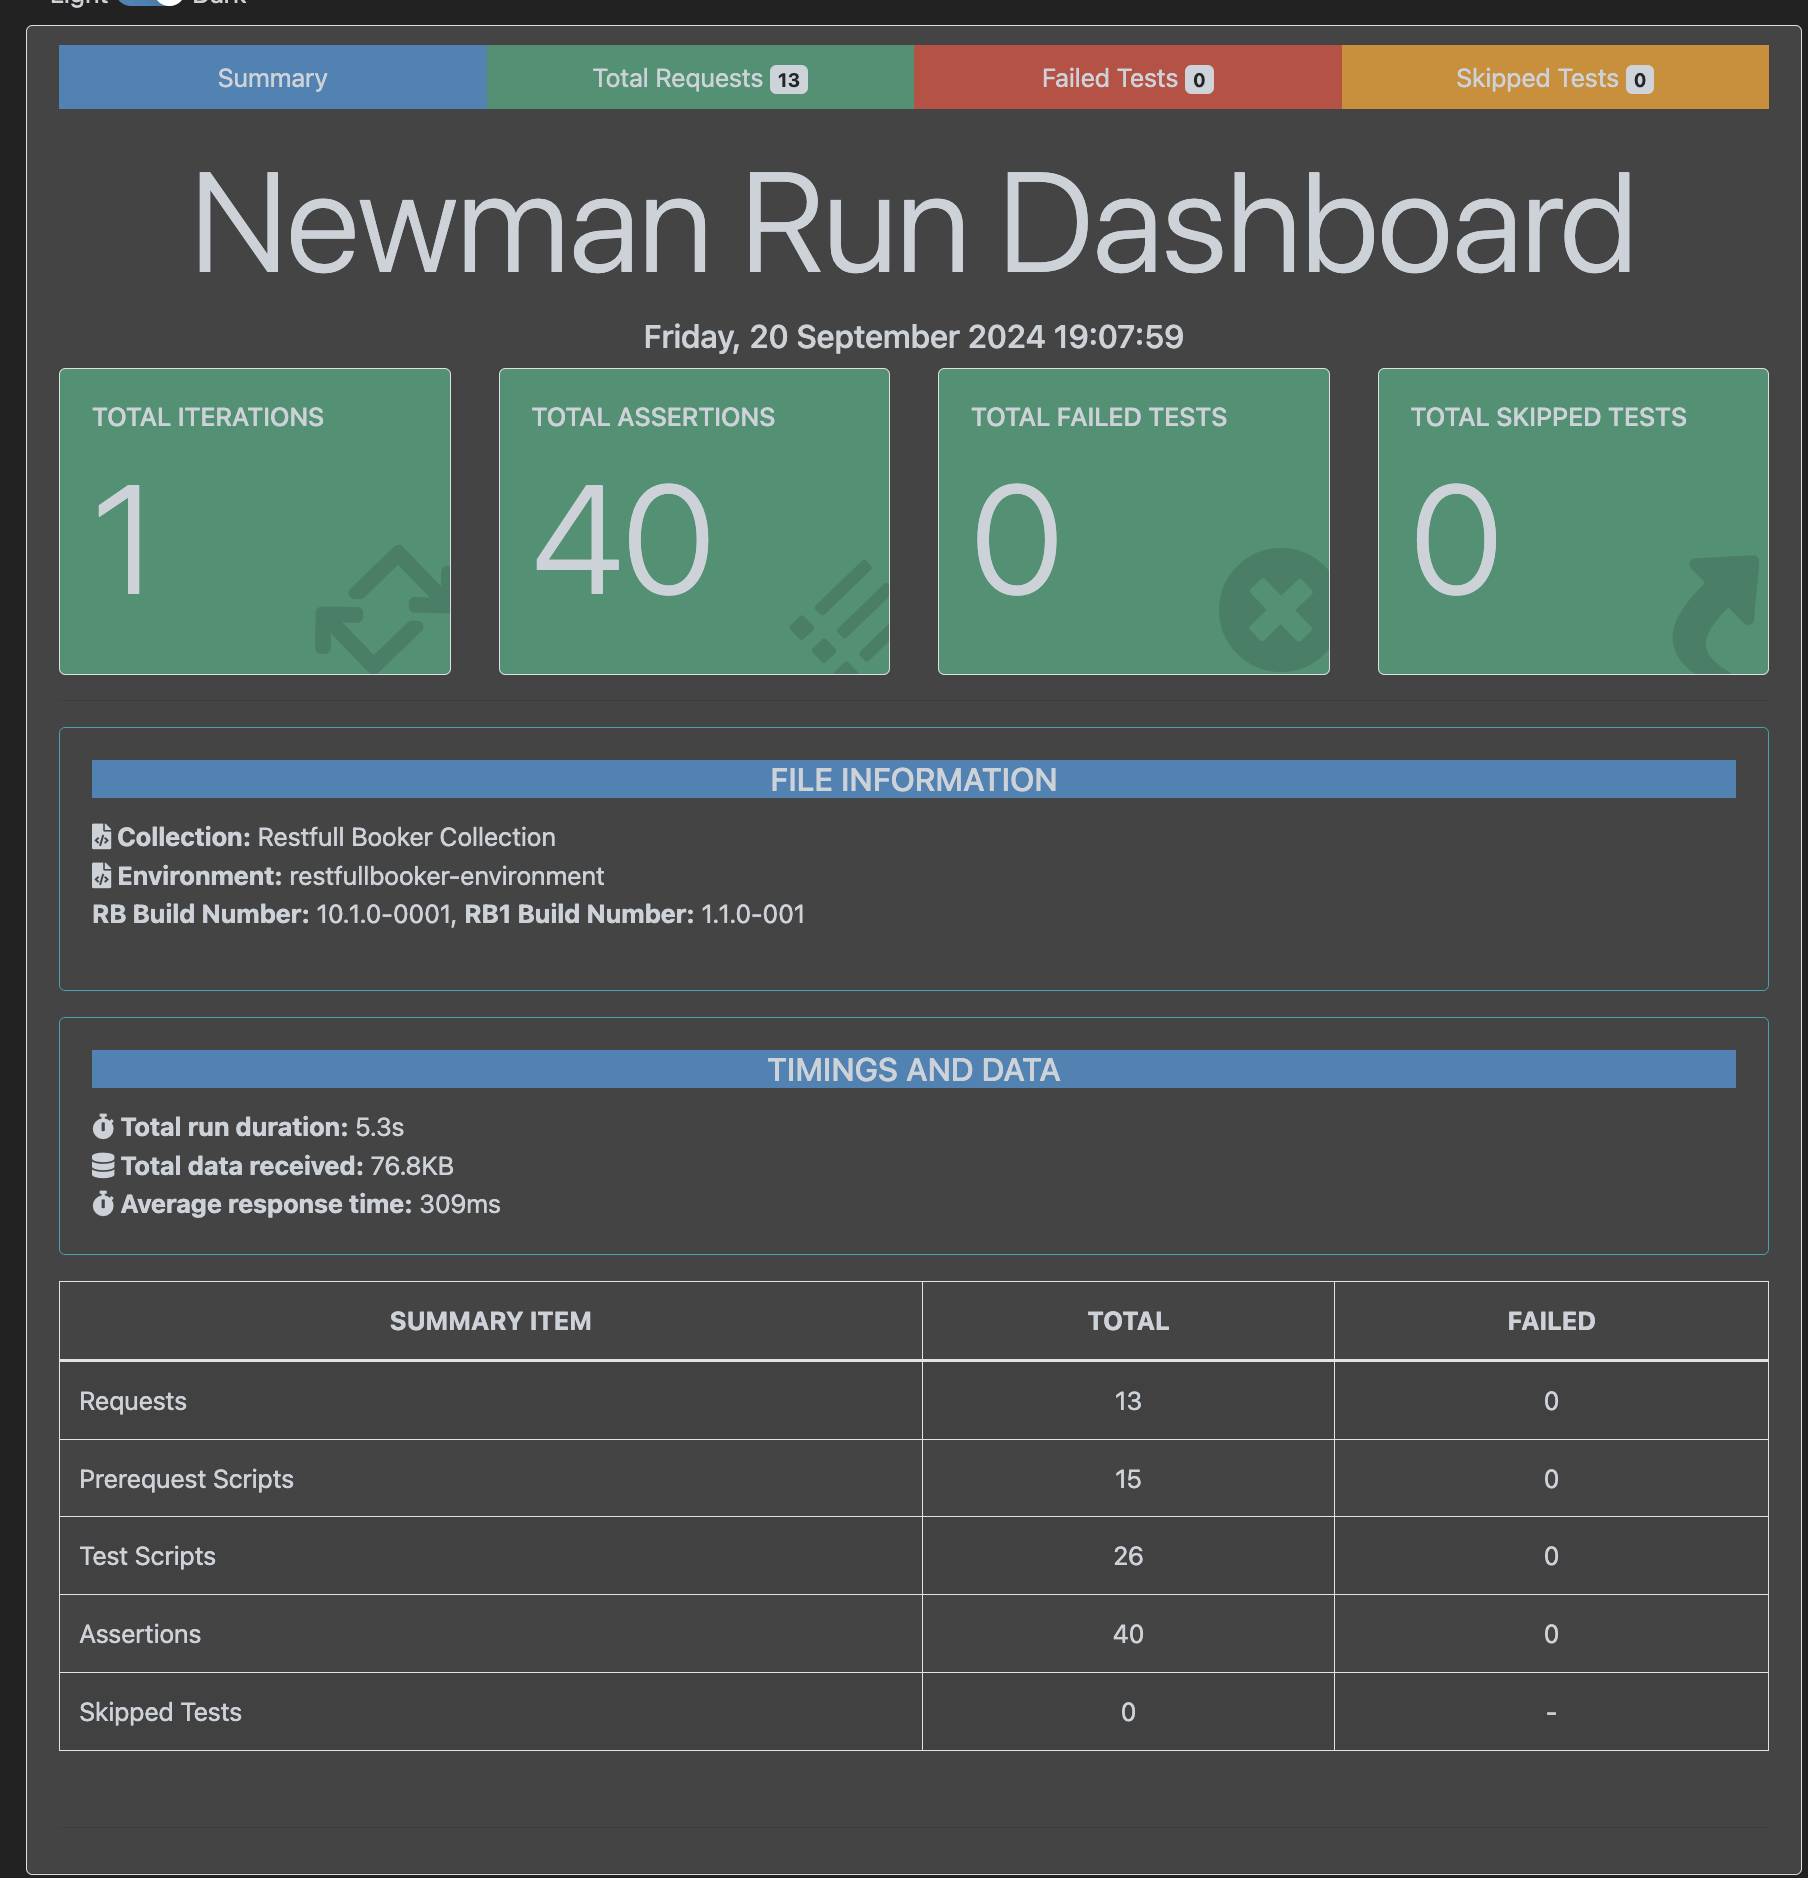 Light Dark
Summary
Total Requests 13
Failed Tests 0
Skipped Tests 0
Newman Run Dashboard
Friday, 20 September 2024 19:07:59
TOTAL ITERATIONS
1
TOTAL ASSERTIONS
40
TOTAL FAILED TESTS
0
TOTAL SKIPPED TESTS
0
FILE INFORMATION
Collection: Restfull Booker Collection
Environment: restfullbooker-environment
RB Build Number: 10.1.0-0001, RB1 Build Number: 1.1.0-001
TIMINGS AND DATA
Total run duration: 5.3s
Total data received: 76.8KB
Average response time: 309ms
SUMMARY ITEM TOTAL FAILED
Requests 13 0
Prerequest Scripts 15 0
Test Scripts 26 0
Assertions 40 0
Skipped Tests 0 -